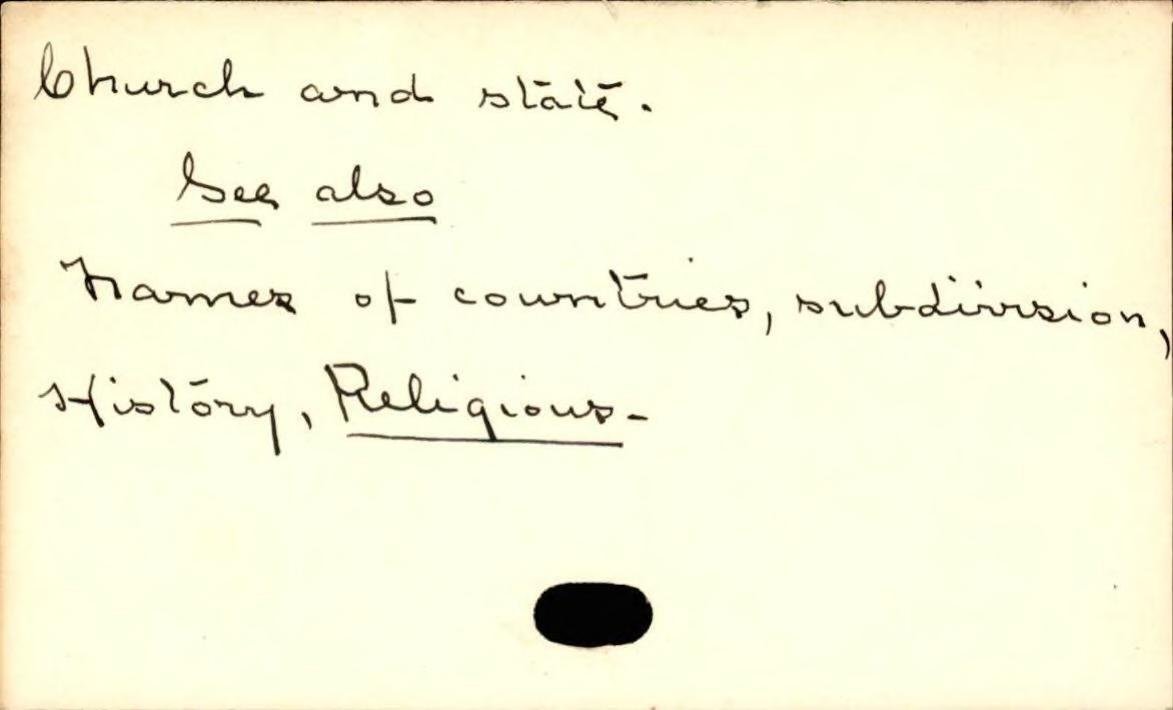 Church and state.
See also
Names of countries, subdivision,
History, Religious-